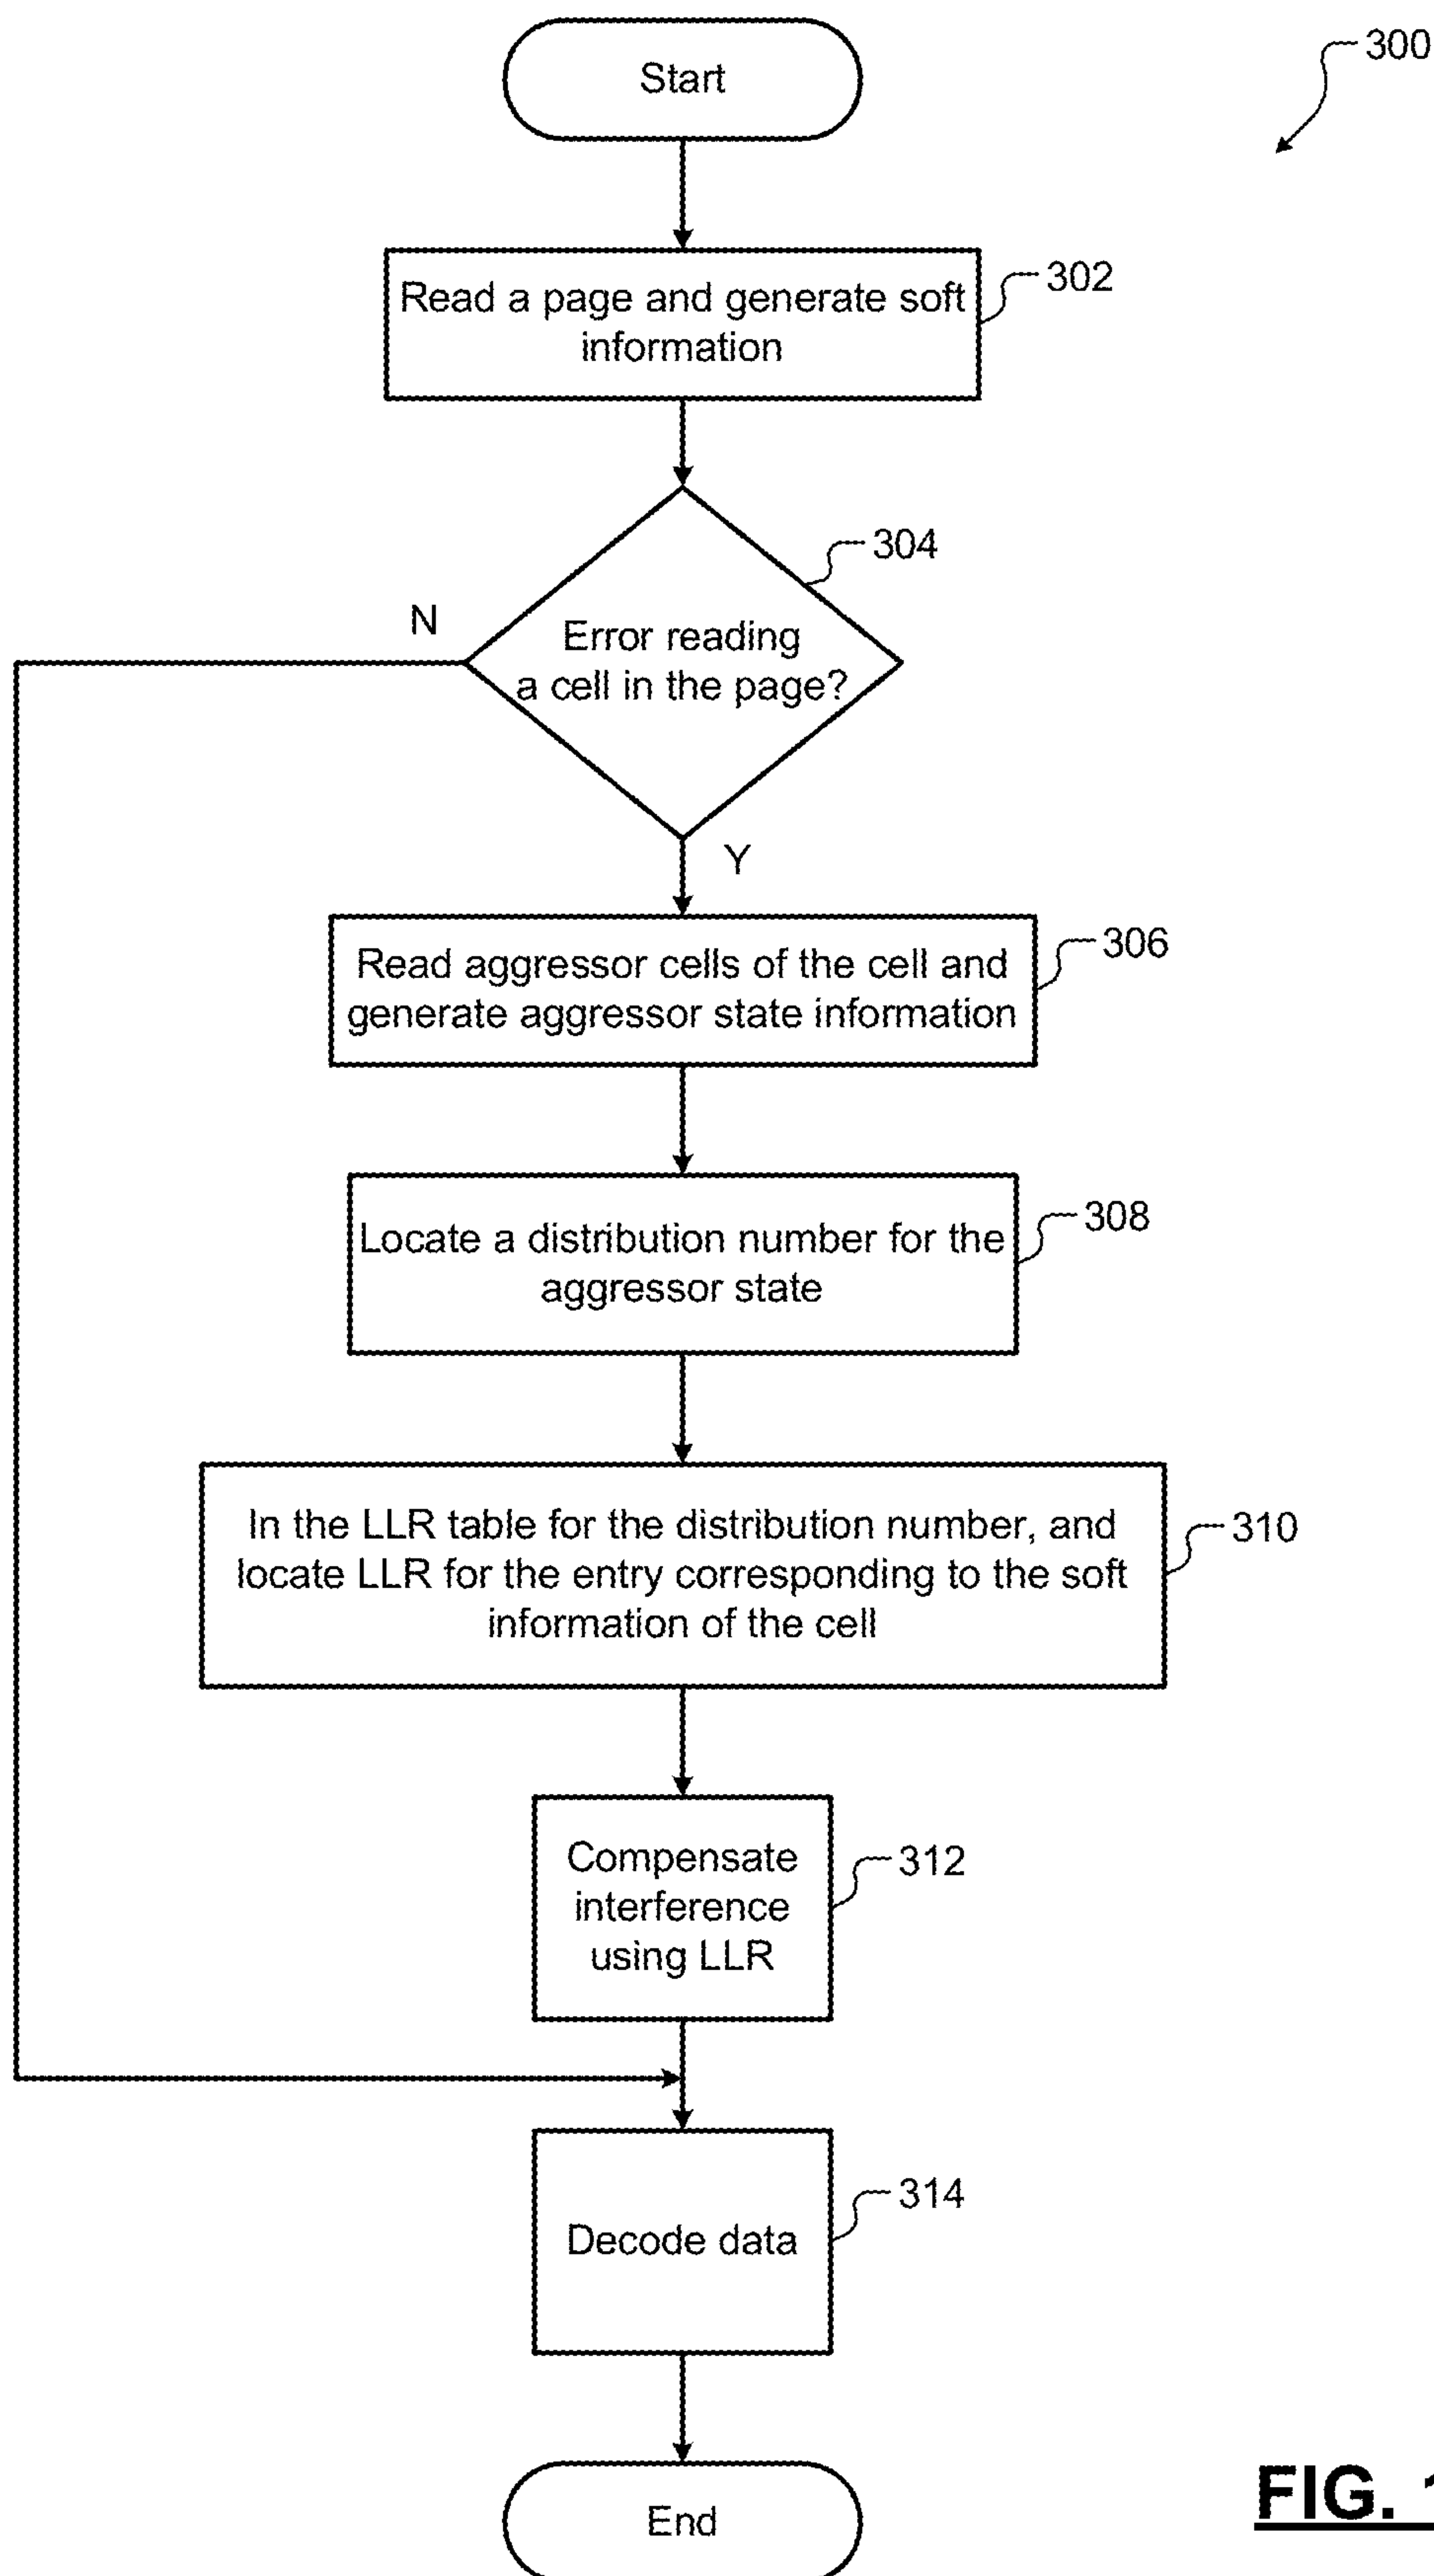 300
Start
Read a page and generate soft
information
302
304
N
Error reading
a cell in the page?
Y
Read aggressor cells of the cell and
generate aggressor state information
306
Locate a distribution number for the
aggressor state
308
In the LLR table for the distribution number, and
locate LLR for the entry corresponding to the soft
information of the cell
310
Compensate
interference
using LLR
312
Decode data
314
End
FIG.